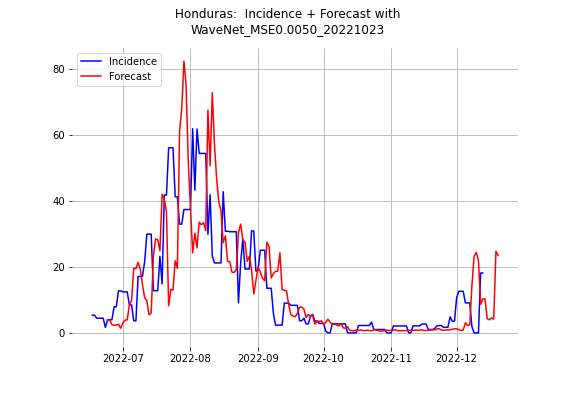 Honduras:  Incidence + Forecast with
WaveNet_MSE0.0050_20221023
Incidence
Forecast
80
60
40
20
0
2022-07
2022-08
2022-09
2022-10
2022-11
2022-12